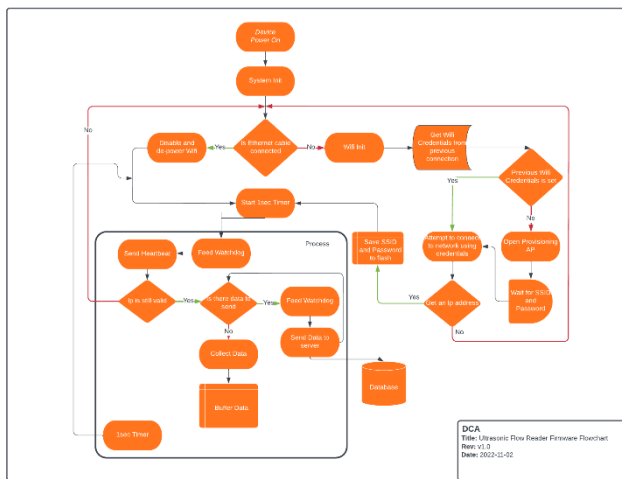 Device
Power On
System Init
No
Disable and
de-power Wifi
Yes
Is Ethernet cable
connected
No
Wifi Init
Get Wifi
Credentials from
previous
connection
Previous Wifi
Credentials is set
Yes
No
Start 1sec Timer
Process
Feed Watchdog
Send Heartbeat
Save SSID
and Password
to flash
Attempt to connect
to network using
credentials
Open Provisioning
AP
Ip is still valid
Yes
Is there data to
send
Yes
Feed Watchdog
Yes
Get an Ip address
Wait for SSID
and
Password
No
No
Send Data to
server
Collect Data
Database
Buffer Data
1sec Timer
DCA
Title: Ultrasonic Flow Reader Firmware Flowchart
Rev: v1.0
Date: 2022-11-02